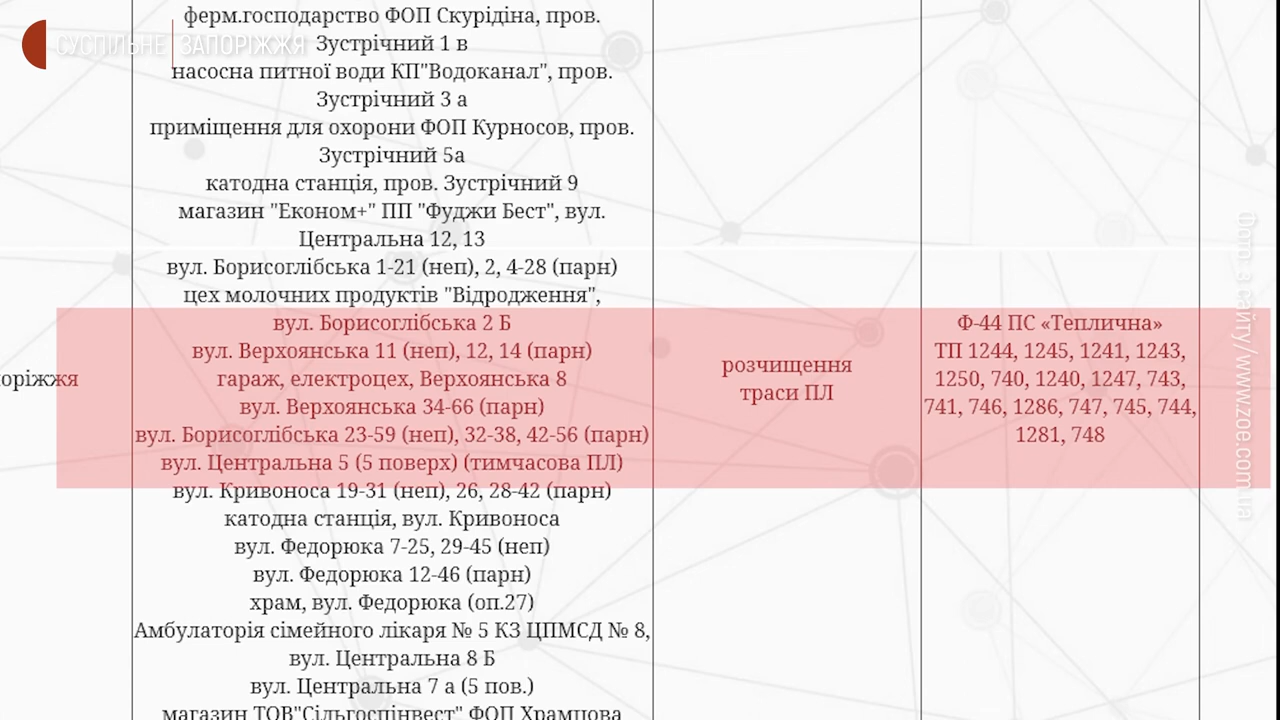 СУСПІЛЬНЕ ЗАПОРІЖЖЯ
ферм.господарство ФОП Скурідіна, пров.
Зустрічний 1 в
насосна питної води КП"Водоканал", пров.
Зустрічний 3 а
приміщення для охорони ФОП Курносов, пров.
Зустрічний 5а
катодна станція, пров. Зустрічний 9
магазин "Економ+" ПП "Фуджи Бест", вул.
Центральна 12, 13
вул. Борисоглібська 1-21 (неп), 2, 4-28 (парн)
цех молочних продуктів "Відродження",
вул. Борисоглібська 2 Б
вул. Верхоянська 11 (неп), 12, 14 (парн)
гараж, електроцех, Верхоянська 8
вул. Верхоянська 34-66 (парн)
вул. Борисоглібська 23-59 (неп), 32-38, 42-56 (парн)
вул. Центральна 5 (5 поверх) (тимчасова ПЛ)
вул. Кривоноса 19-31 (неп), 26, 28-42 (парн)
катодна станція, вул. Кривоноса
вул. Федорюка 7-25, 29-45 (неп)
вул. Федорюка 12-46 (парн)
храм, вул. Федорюка (оп.27)
Амбулаторія сімейного лікаря № 5 КЗ ЦПМСД № 8,
вул. Центральна 8 Б
вул. Центральна 7 а (5 пов.)
магазин ТОВ"Сільгоспінвест" ФОП Храмцова
оріжжя
розчищення
траси ПЛ
Ф-44 ПС «Теплична»
ТП 1244, 1245, 1241, 1243,
1250, 740, 1240, 1247, 743,
741, 746, 1286, 747, 745, 744,
1281, 748
Фото з сайту/www.zoe.com.ua